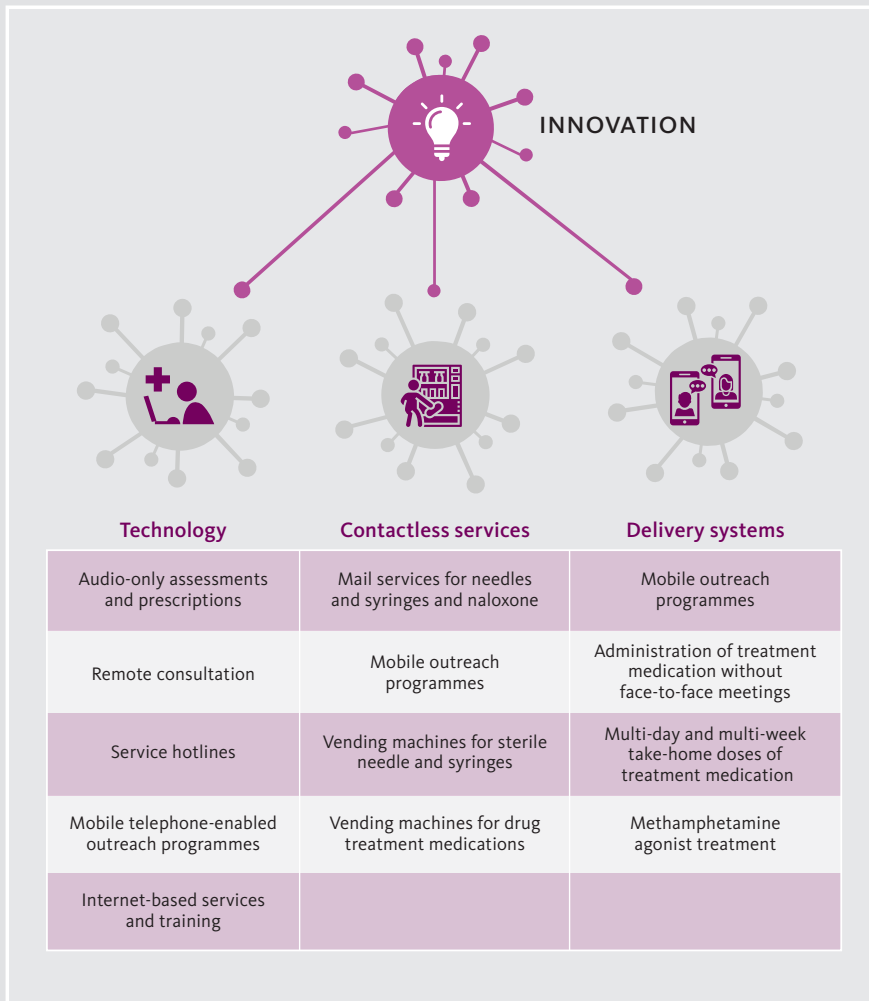 INNOVATION
Technology
Contactless services
Delivery systems
Audio-only assessments
and prescriptions
Mail services for needles
and syringes and naloxone
Mobile outreach
programmes
Remote consultation
Mobile outreach
programmes
Administration of treatment
medication without
face-to-face meetings
Service hotlines
Vending machines for sterile
needle and syringes
Multi-day and multi-week
take-home doses of
treatment medication
Mobile telephone-enabled
outreach programmes
Vending machines for drug
treatment medications
Methamphetamine
agonist treatment
Internet-based services
and training